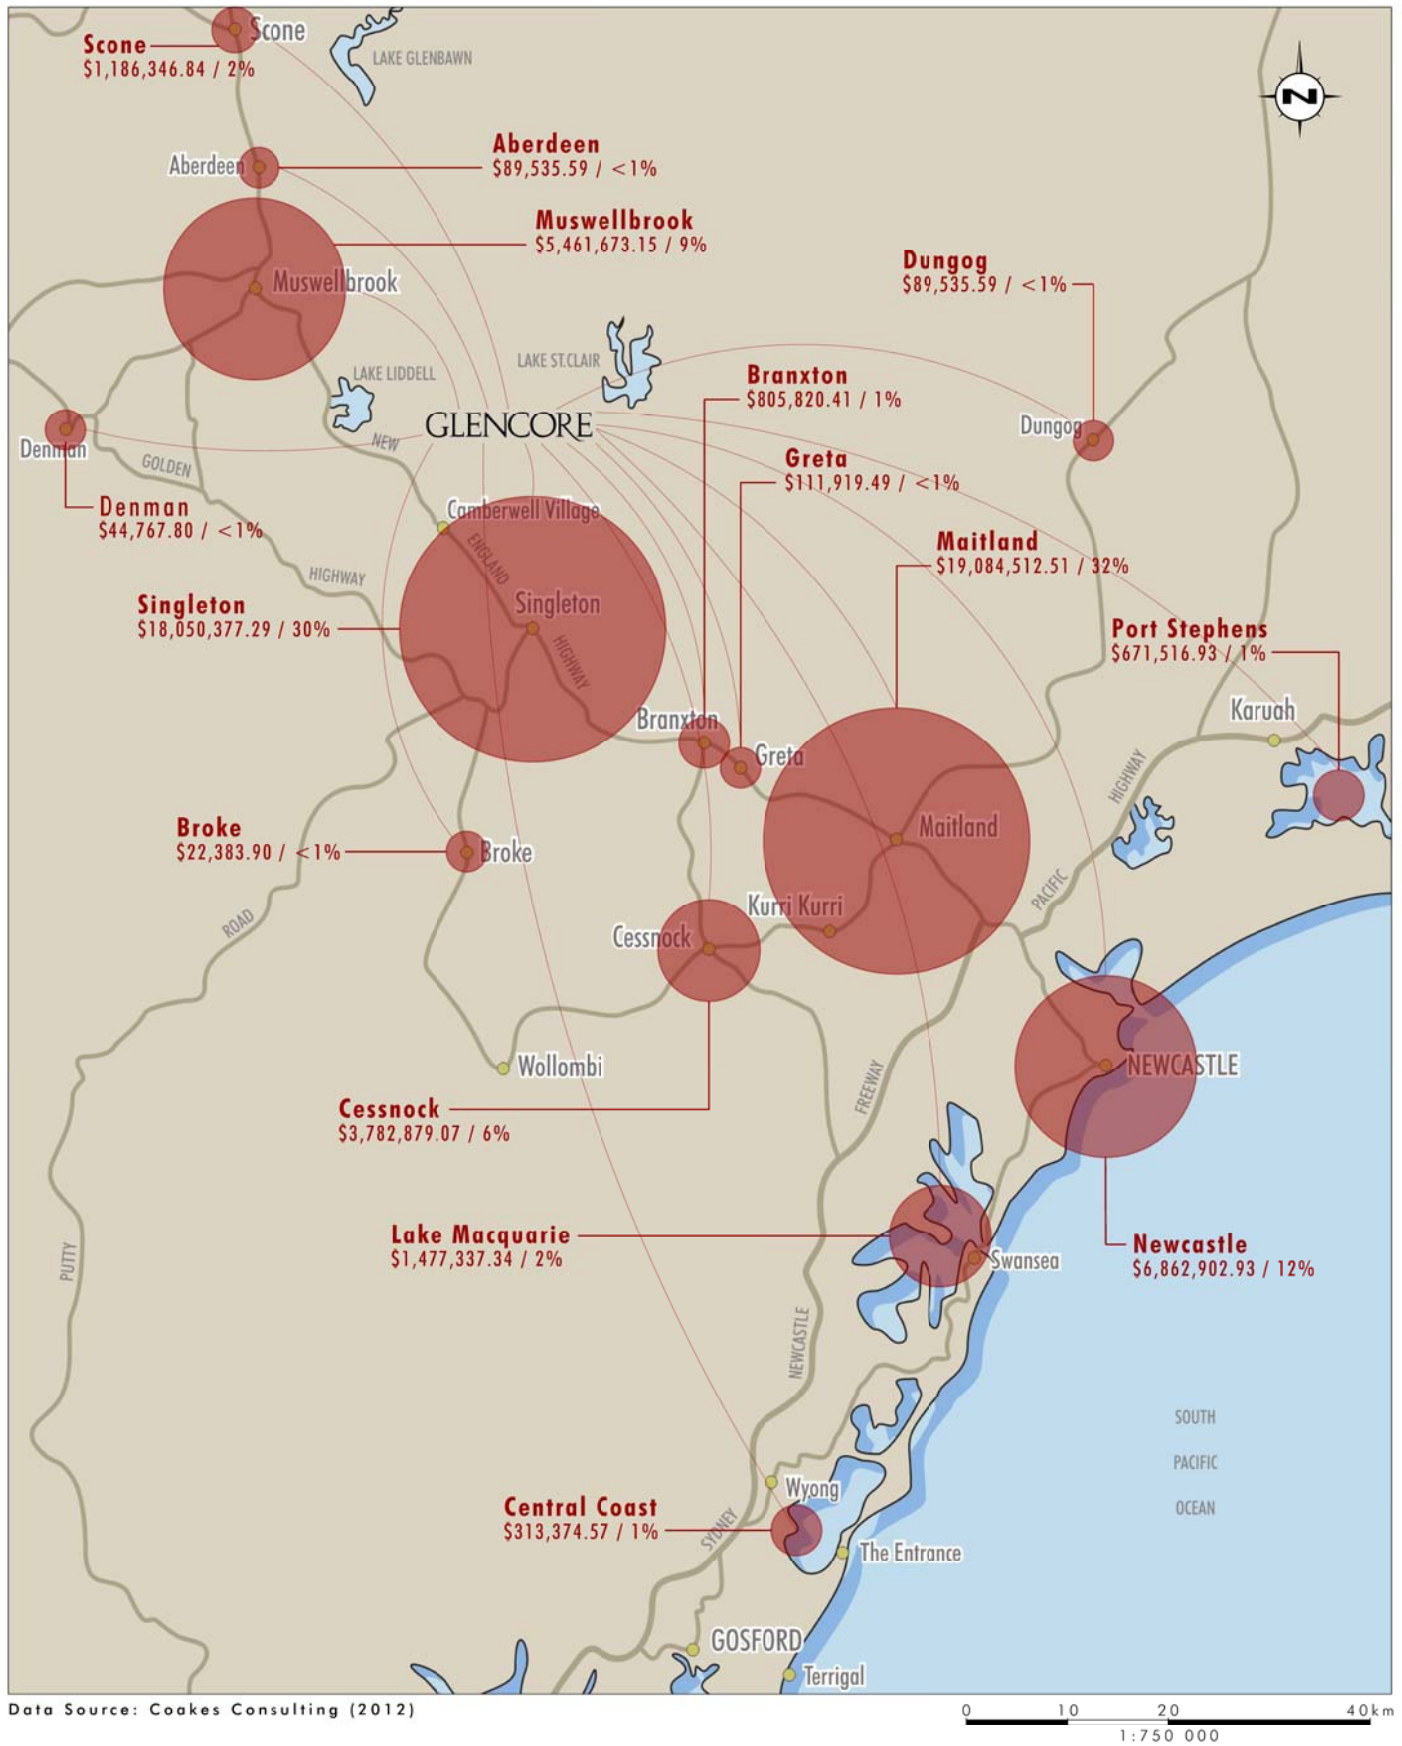 Scone
Scone
$1,186,346.84 / 2%
LAKE GLENBAWN
N
Aberdeen
$89,535.59 / <1%
Aberdeen
Muswellbrook
$5,461,673.15 / 9%
Muswellbrook
Dungog
$89,535.59 / <1%
LAKE ST.CLAIR
LAKE LIDDELL
Branxton
$805,820.41 / 1%
GLENCORE
Dungog
NEW
Denman
GOLDEN
Greta
$111,919.49 / <1%
Denman
$44,767.80 / <1%
Camberwell Village
ENGLAND
Maitland
$19,084,512.51 / 32%
HIGHWAY
Singleton
$18,050,377.29 / 30%
Singleton
HIGHWAY
Port Stephens
$671,516.93 / 1%
Karuah
Branxton
Greta
HIGHWAY
Maitland
Broke
$22,383.90 / <1%
Broke
PACIFIC
ROAD
Kurri Kurri
Cessnock
Wollombi
NEWCASTLE
FREEWAY
Cessnock
$3,782,879.07 / 6%
Lake Macquarie
$1,477,337.34 / 2%
Swansea
Newcastle
$6,862,902.93 / 12%
PUTTY
NEWCASTLE
SOUTH
PACIFIC
OCEAN
Wyong
Central Coast
$313,374.57 / 1%
SYDNEY
The Entrance
GOSFORD
Terrigal
Data Source: Coakes Consulting (2012)
0 10 20 40km
1:750 000